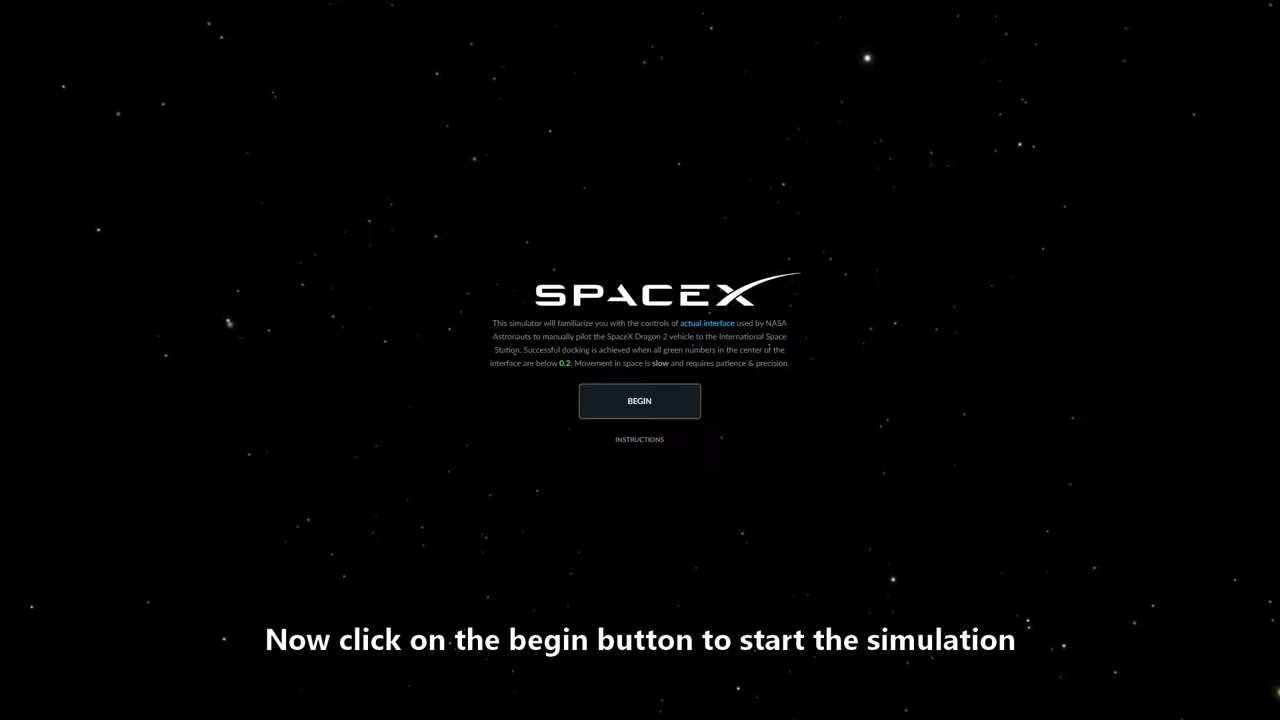 SPACEX
This simulator will familiarize you with the controls of actual interface used by NASA
Astronauts to manually pilot the SpaceX Dragon 2 vehicle to the International Space
Station. Successful docking is achieved when all green numbers in the center of the
interface are below 0.2. Movement in space is slow and requires patience & precision.
BEGIN
INSTRUCTIONS
Now click on the begin button to start the simulation